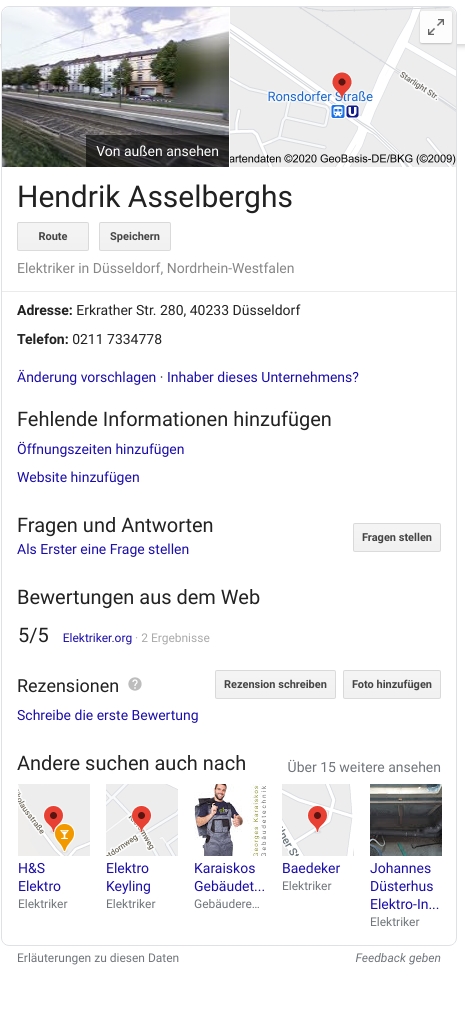 Starlight Str.
Ronsdorfer Straße
Von außen ansehen
artendaten ©2020 GeoBasis-DE/BKG (©2009)
Hendrik Asselberghs
Route
Speichern
Elektriker in Düsseldorf, Nordrhein-Westfalen
Adresse: Erkrather Str. 280, 40233 Düsseldorf
Telefon: 0211 7334778
Änderung vorschlagen · Inhaber dieses Unternehmens?
Fehlende Informationen hinzufügen
Öffnungszeiten hinzufügen
Website hinzufügen
Fragen und Antworten
Als Erster eine Frage stellen
Fragen stellen
Bewertungen aus dem Web
5/5 Elektriker.org · 2 Ergebnisse
Rezensionen ?
Rezension schreiben
Foto hinzufügen
Schreibe die erste Bewertung
Andere suchen auch nach
Über 15 weitere ansehen
Georges Karaiskos
Gebäudetechnik
H&S
Elektro
Elektriker
Elektro
Keyling
Elektriker
Karaiskos
Gebäudet...
Gebäudere...
Baedeker
Elektriker
Johannes
Düsterhus
Elektro-In...
Elektriker
Erläuterungen zu diesen Daten
Feedback geben